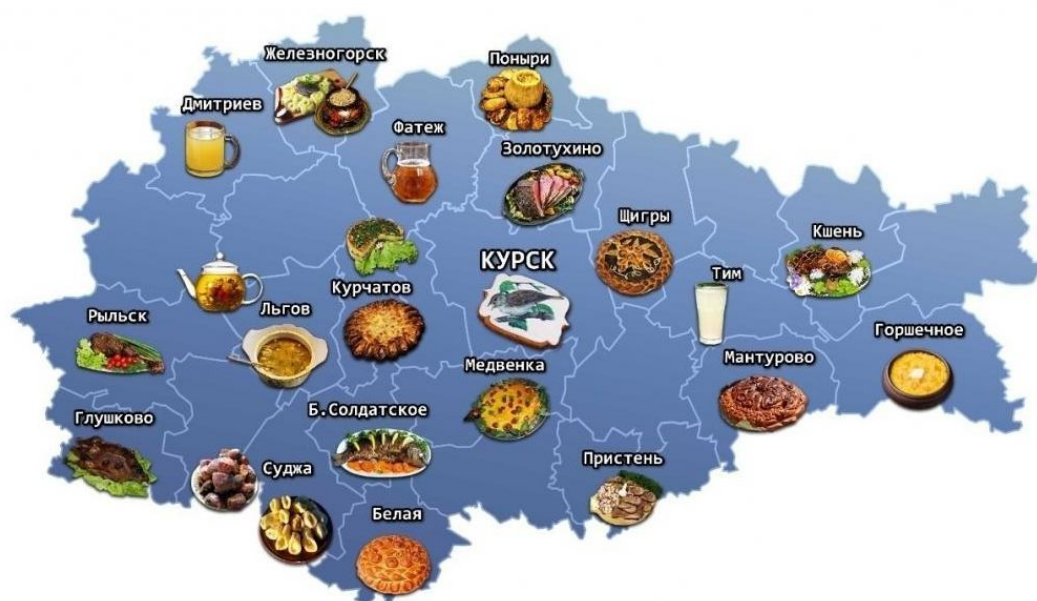 Железногорск
Поныри
Дмитриев
Фатеж
Золотухино
Щигры
Кшень
КУРСК
Тим
Курчатов
Рыльск
Льгов
Горшечное
Мантурово
Медвенка
Глушково
Б.Солдатское
Суджа
Пристень
Белая